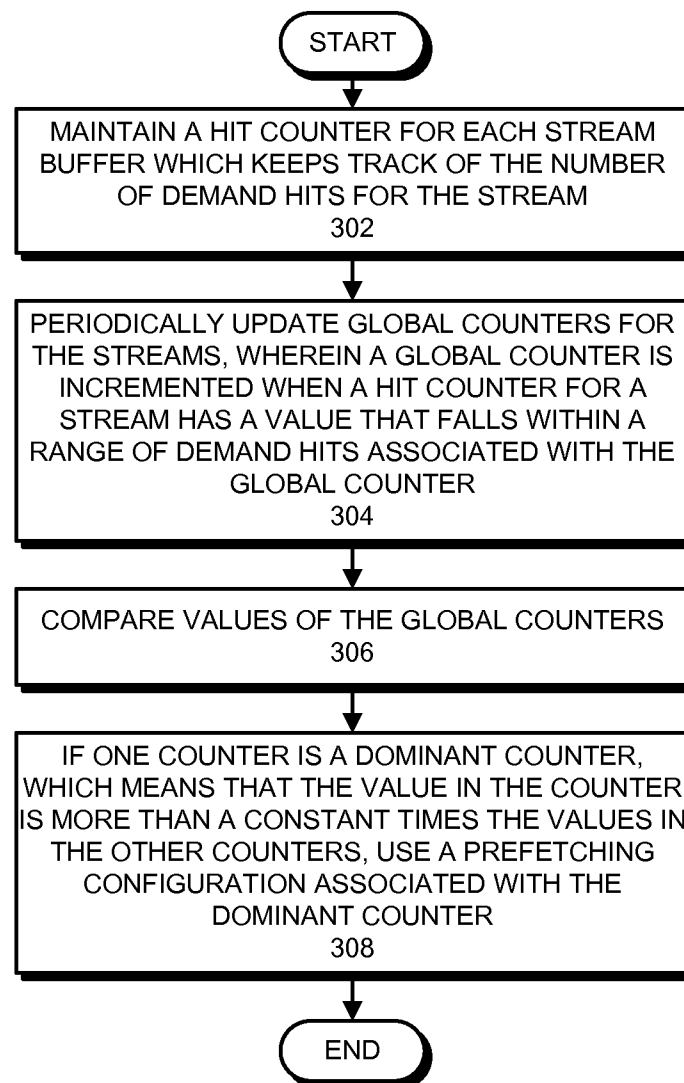 START
MAINTAIN A HIT COUNTER FOR EACH STREAM
BUFFER WHICH KEEPS TRACK OF THE NUMBER
OF DEMAND HITS FOR THE STREAM
302
PERIODICALLY UPDATE GLOBAL COUNTERS FOR
THE STREAMS, WHEREIN A GLOBAL COUNTER IS
INCREMENTED WHEN A HIT COUNTER FOR A
STREAM HAS A VALUE THAT FALLS WITHIN A
RANGE OF DEMAND HITS ASSOCIATED WITH THE
GLOBAL COUNTER
304
COMPARE VALUES OF THE GLOBAL COUNTERS
306
IF ONE COUNTER IS A DOMINANT COUNTER,
WHICH MEANS THAT THE VALUE IN THE COUNTER
IS MORE THAN A CONSTANT TIMES THE VALUES IN
THE OTHER COUNTERS, USE A PREFETCHING
CONFIGURATION ASSOCIATED WITH THE
DOMINANT COUNTER
308
END